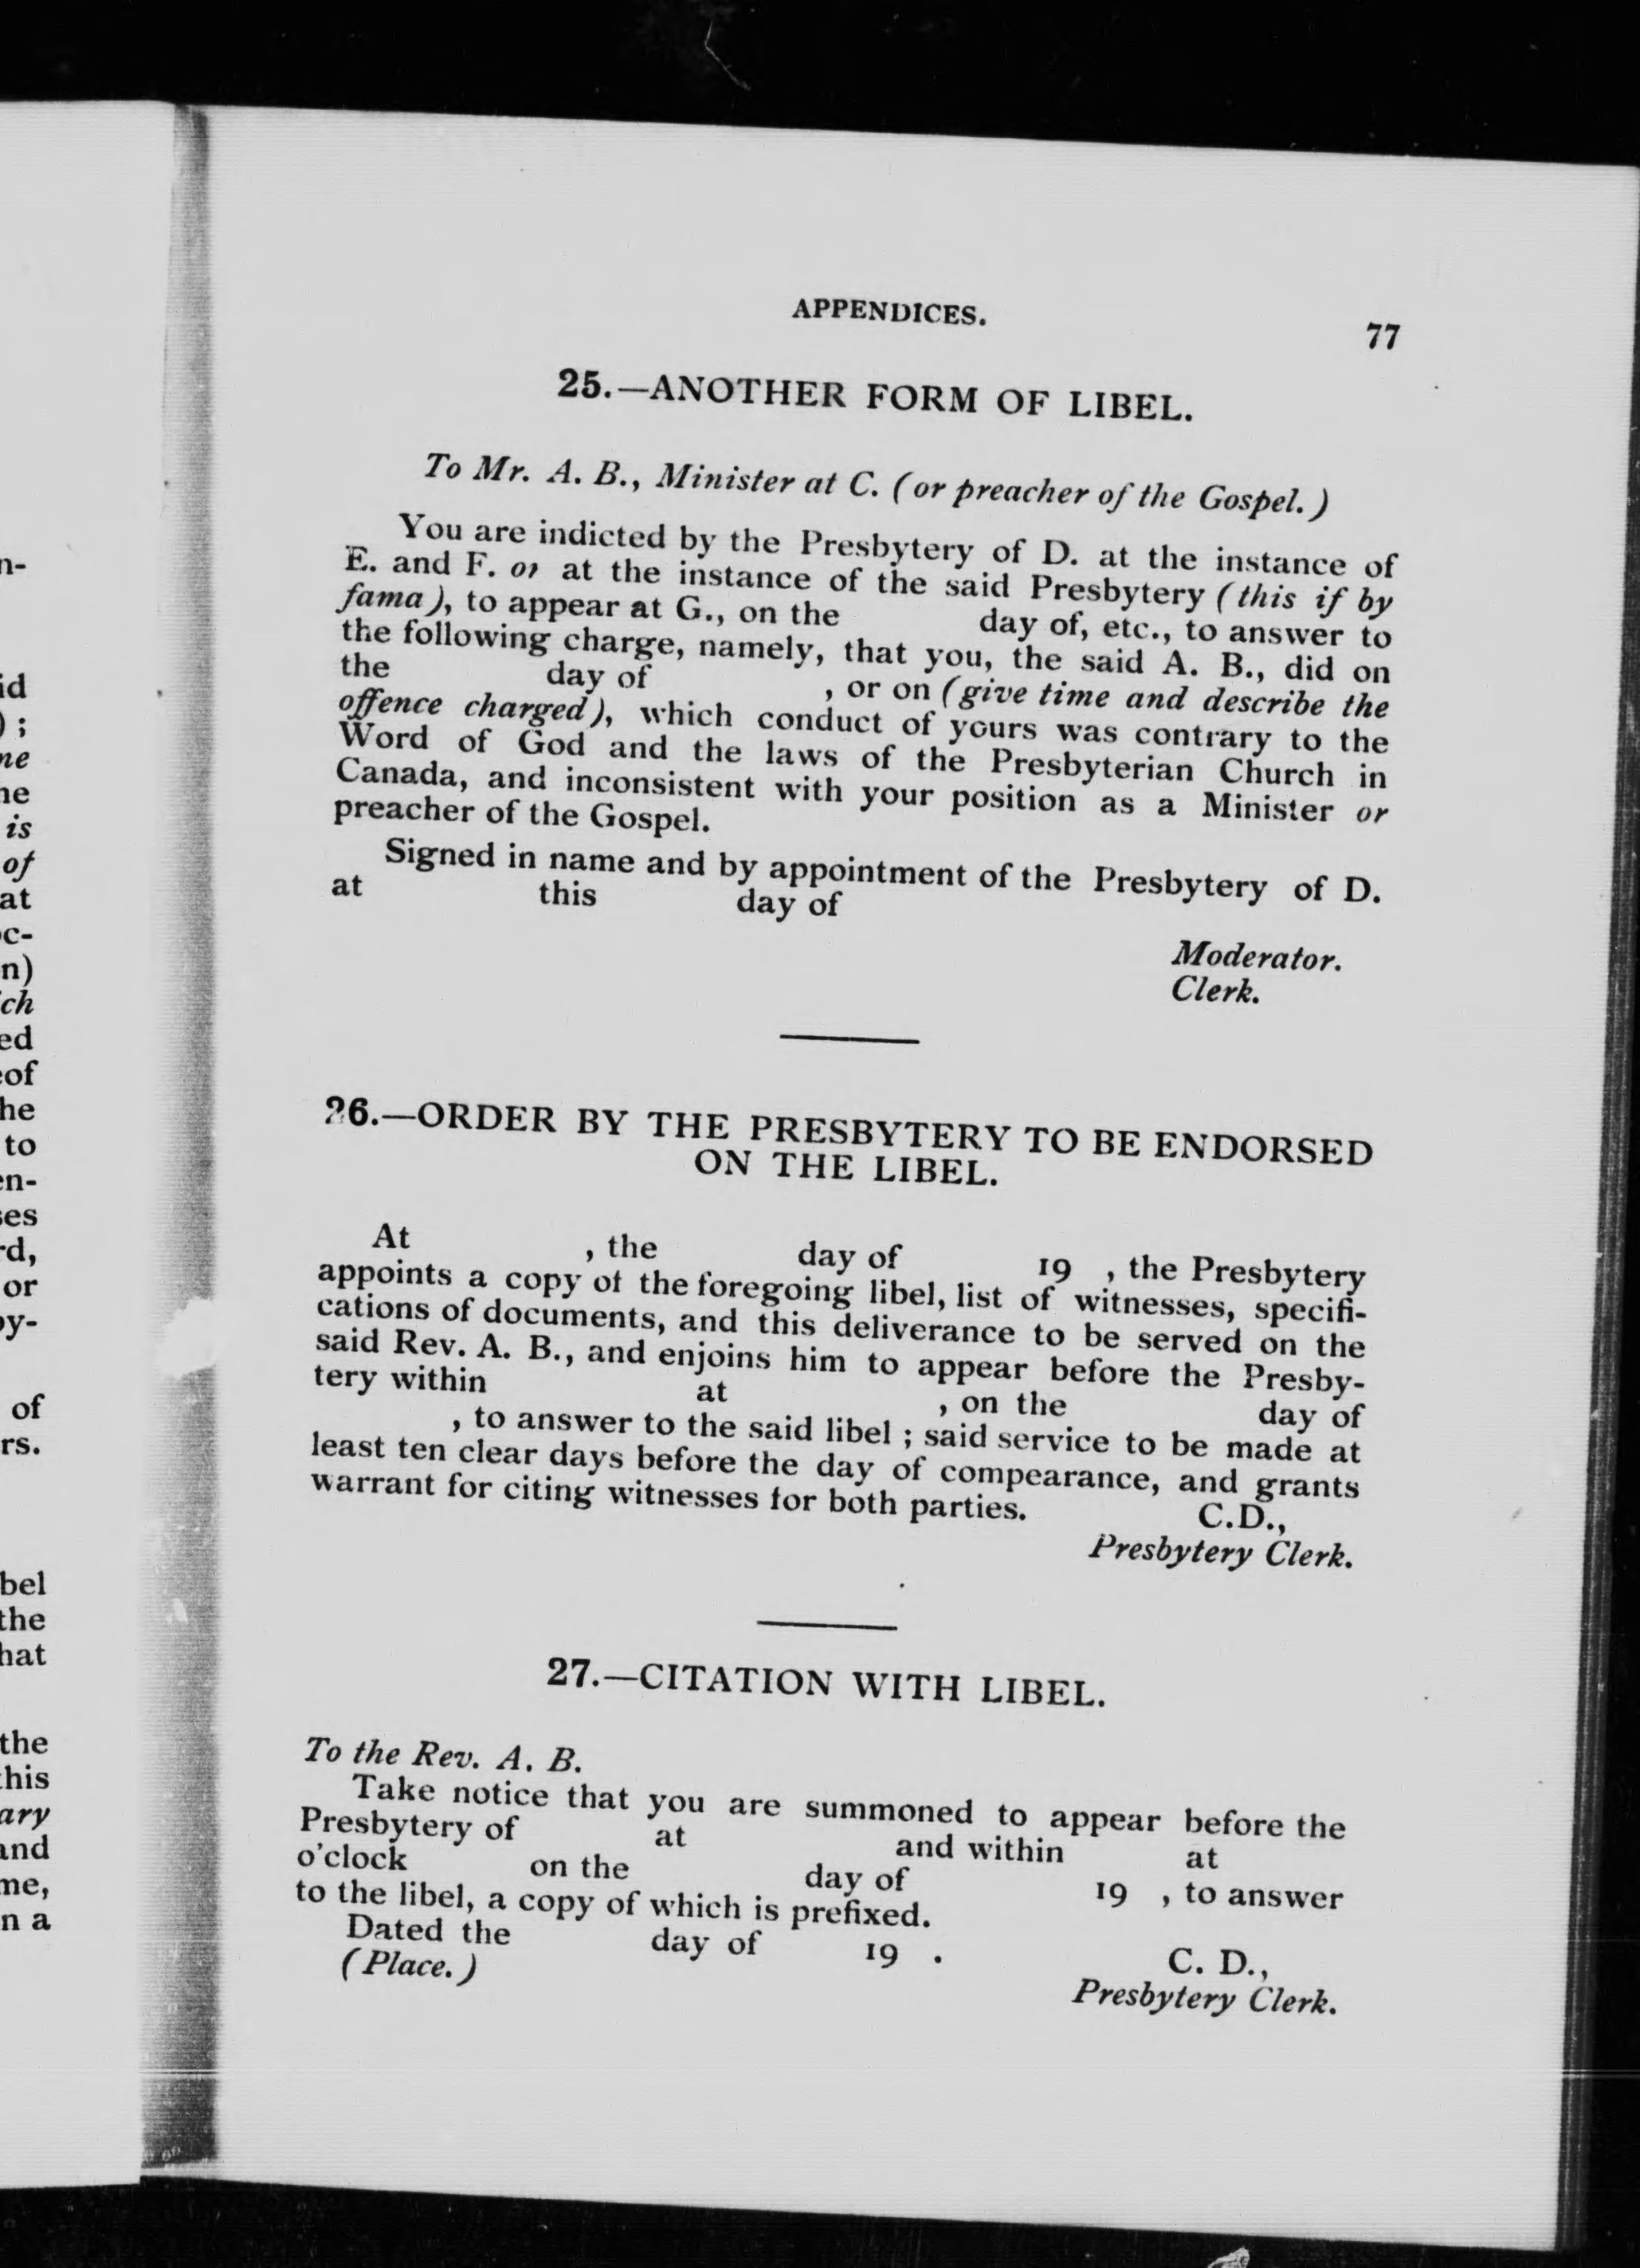 APPENDICES.
77
25.—ANOTHER FORM OF LIBEL.
To Mr. A. B., Minister at C. (or preacher of the Gospel.)
You are indicted by the Presbytery of D. at the instance of
E. and F. or at the instance of the said Presbytery (this if by
fama), to appear at G., on the day of, etc., to answer to
the following charge, namely, that you, the said A. B., did on
the day of , or on (give time and describe the
offence charged), which conduct of yours was contrary to the
Word of God and the laws of the Presbyterian Church in
Canada, and inconsistent with your position as a Minister or
preacher of the Gospel.
Signed in name and by appointment of the Presbytery of D.
at this day of
Moderator.
Clerk.
26.—ORDER BY THE PRESBYTERY TO BE ENDORSED
ON THE LIBEL.
At , the day of 19 , the Presbytery
appoints a copy of the foregoing libel, list of witnesses, specifi-
cations of documents, and this deliverance to be served on the
said Rev. A. B., and enjoins him to appear before the Presby-
tery within at , on the day of
, to answer to the said libel ; said service to be made at
least ten clear days before the day of compearance, and grants
warrant for citing witnesses for both parties. C.D.,
Presbytery Clerk.
27.—CITATION WITH LIBEL.
To the Rev. A. B.
Take notice that you are summoned to appear before the
Presbytery of at and within at
o'clock on the day of 19 , to answer
to the libel, a copy of which is prefixed.
Dated the day of 19 . C. D.,
(Place.) Presbytery Clerk.